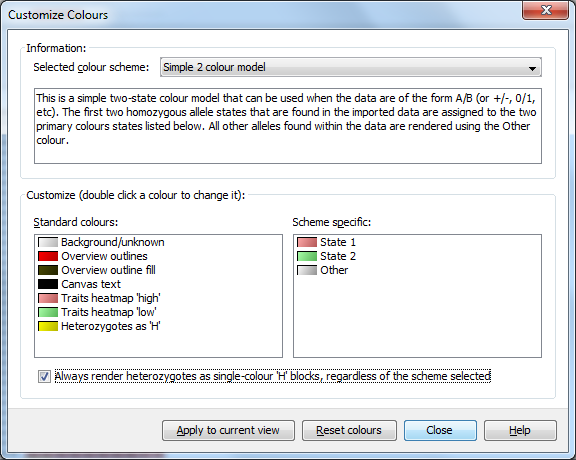 Customize Colours
Information:
Selected colour scheme: Simple 2 colour model
This is a simple two-state colour model that can be used when the data are of the form A/B (or +/-, 0/1,
etc). The first two homozygous allele states that are found in the imported data are assigned to the two
primary colours states listed below. All other alleles found within the data are rendered using the Other
colour.
Customize (double click a colour to change it):
Standard colours:
Background/unknown
Overview outlines
Overview outline fill
Canvas text
Traits heatmap 'high'
Traits heatmap 'low'
Heterozygotes as 'H'
Scheme specific:
State 1
State 2
Other
Always render heterozygotes as single-colour 'H' blocks, regardless of the scheme selected
Apply to current view Reset colours Close Help